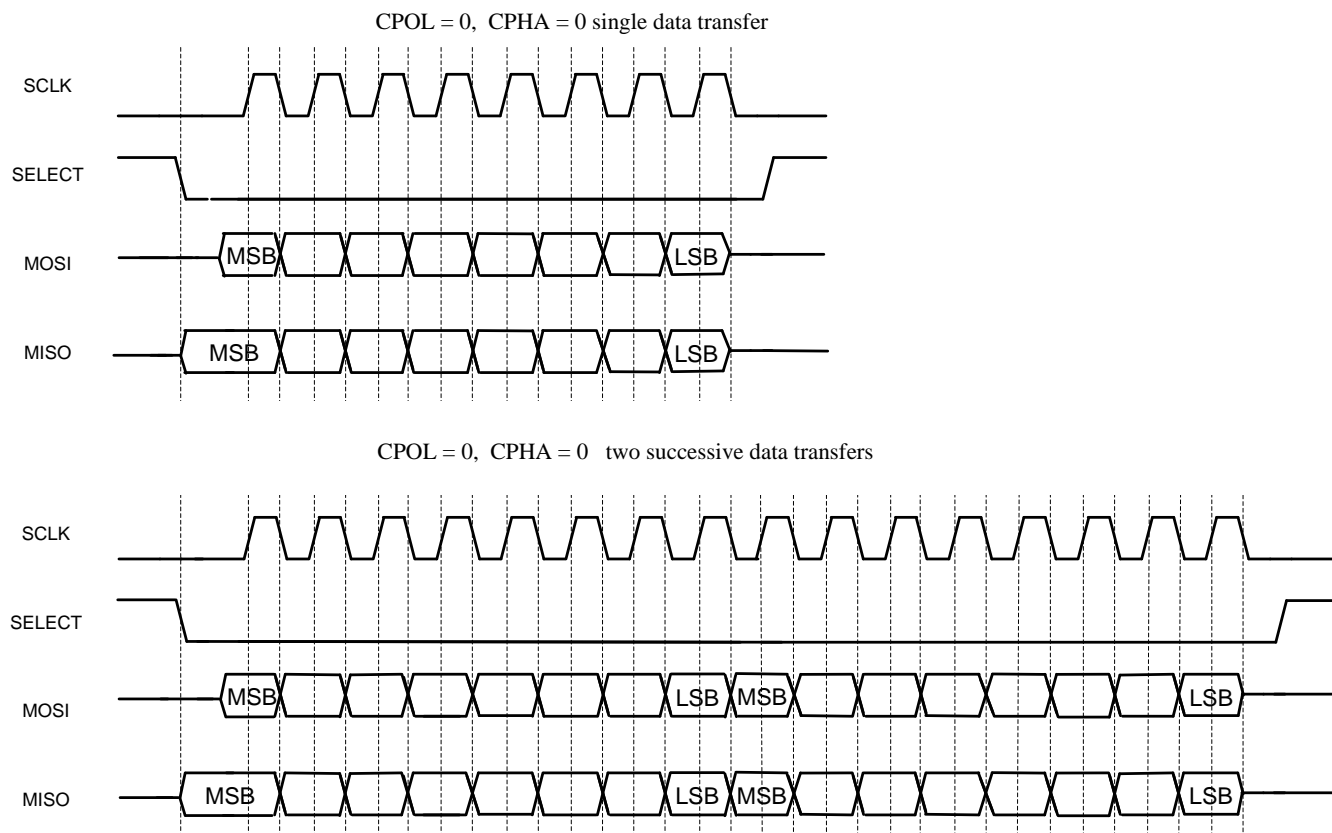 CPOL = 0, CPHA = 0 single data transfer
SCLK
SELECT
MOSI
MSB
LSB
MISO
MSB
LSB
CPOL = 0, CPHA = 0 two successive data transfers
SCLK
SELECT
MOSI
MSB
LSB
MSB
LSB
MISO
MSB
LSB
MSB
LSB